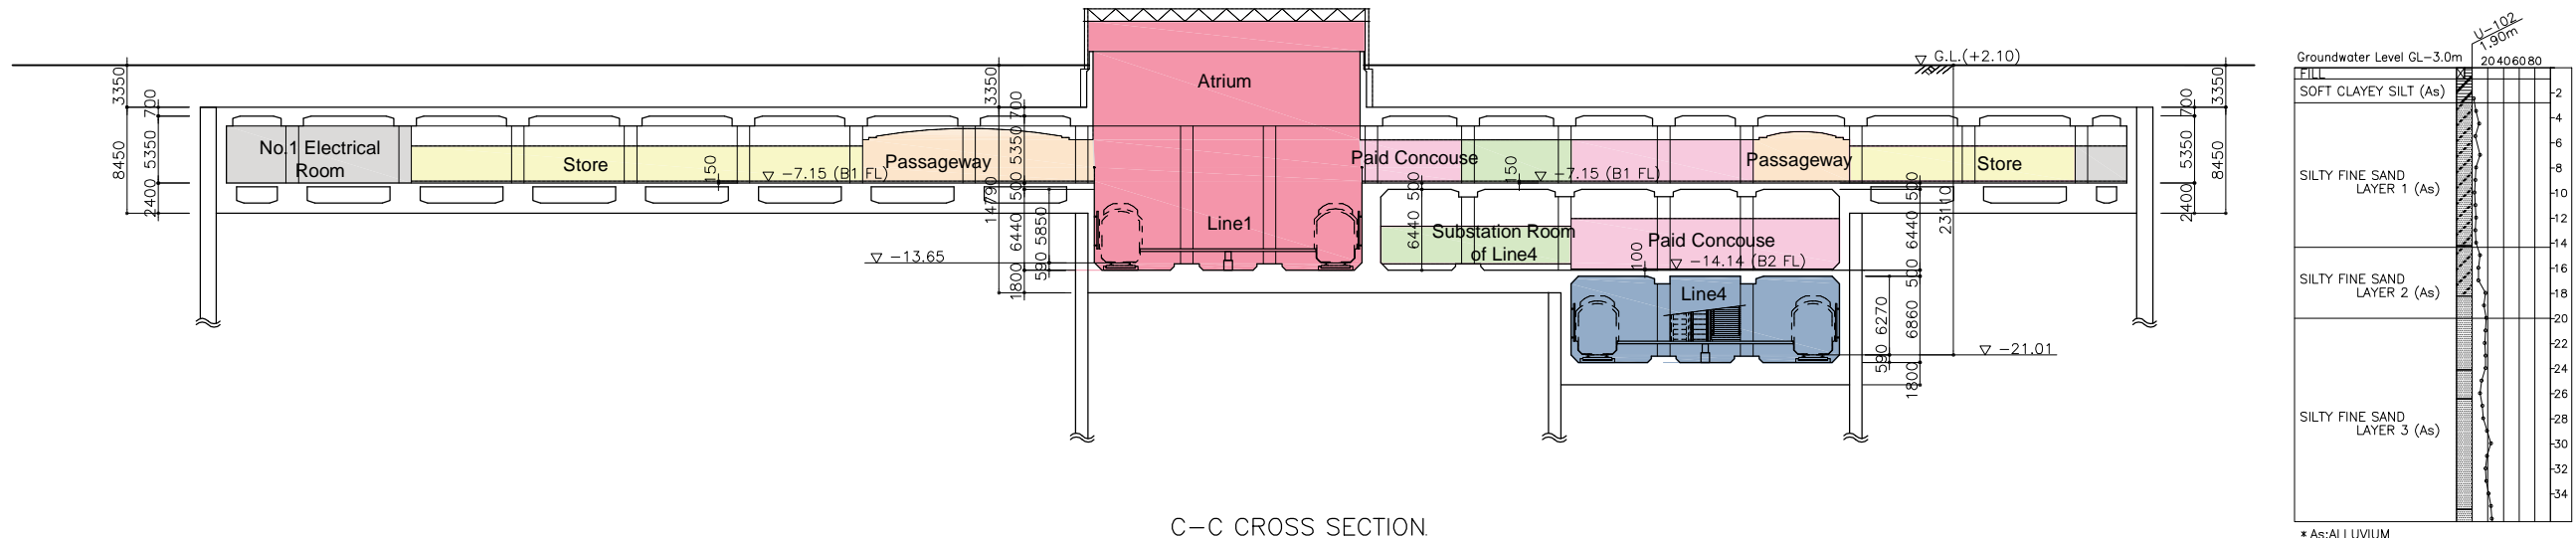 Atrium
No.1 Electrical
Room
Store
Passageway
Line1
Paid Concouse
Passageway
Store
Substation Room
of Line4
Paid Concouse
Line4
G.L.(+2.10)
-7.15 (B1 FL)
-7.15 (B1 FL)
-13.65
-14.14 (B2 FL)
-21.01
3350
8450
700
5350
2400
150
3350
14790
700
5350
500
6440
1800
5850
590
150
500
6440
100
500
6440
500
6860
1800
6270
590
23110
700
5350
2400
3350
8450
C-C CROSS SECTION
U-102
1.90m
Groundwater Level GL-3.0m
20 40 60 80
FILL
SOFT CLAYEY SILT (As)
SILTY FINE SAND
LAYER 1 (As)
SILTY FINE SAND
LAYER 2 (As)
SILTY FINE SAND
LAYER 3 (As)
-2
-4
-6
-8
-10
-12
-14
-16
-18
-20
-22
-24
-26
-28
-30
-32
-34
* As:ALLUVIUM